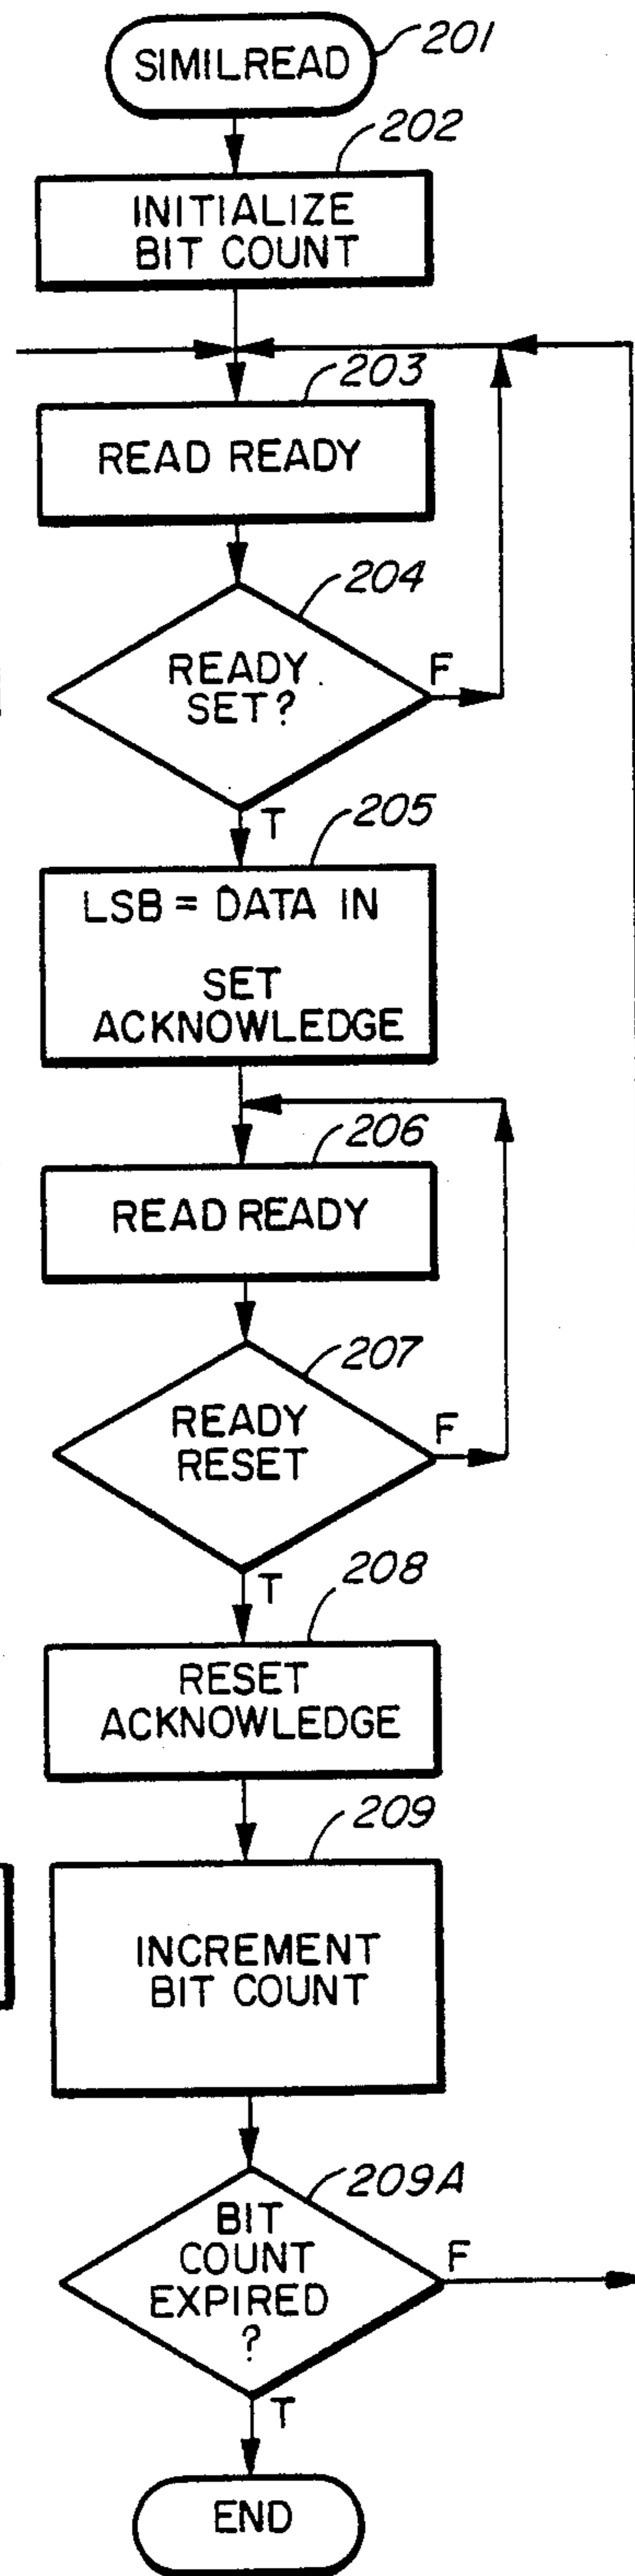 SIMILREAD
201
202
INITIALIZE
BIT COUNT
203
READ READY
204
READY
SET?
F
T
205
LSB = DATA IN
SET
ACKNOWLEDGE
206
READ READY
207
READY
RESET
F
T
208
RESET
ACKNOWLEDGE
209
INCREMENT
BIT COUNT
209A
BIT
COUNT
EXPIRED
?
F
T
END